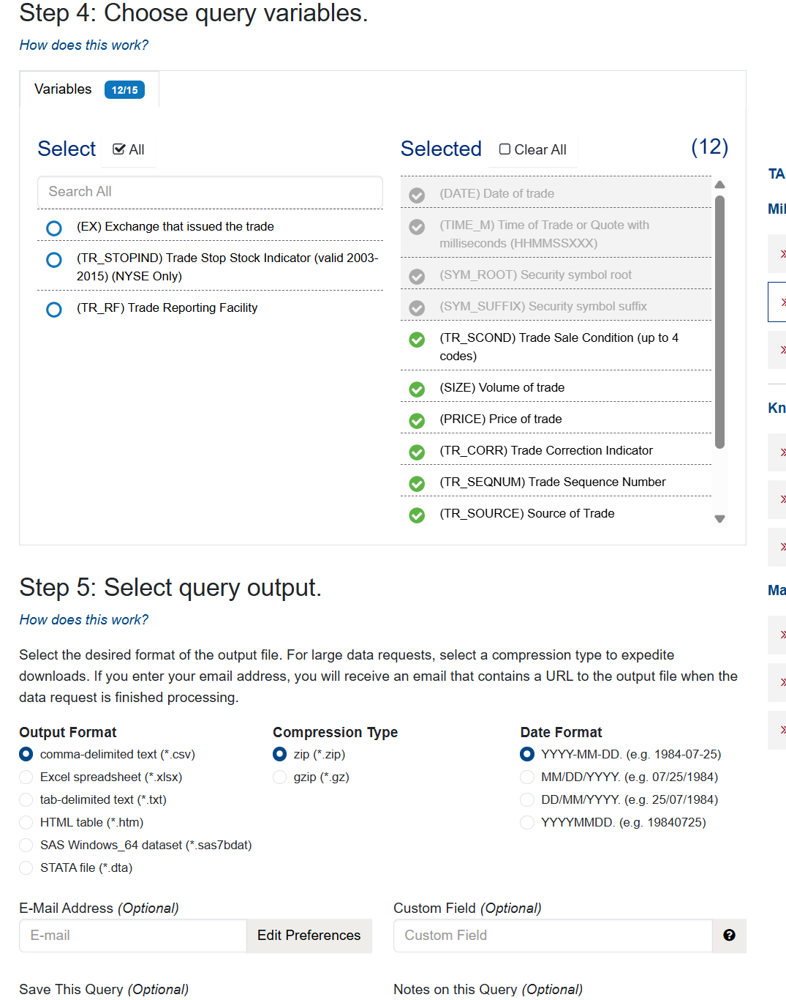 Step 4: Choose query variables.
How does this work?
Variables 12/15
Select All
Search All
(EX) Exchange that issued the trade
(TR_STOPIND) Trade Stop Stock Indicator (valid 2003-
2015) (NYSE Only)
(TR_RF) Trade Reporting Facility
Selected Clear All (12)
(DATE) Date of trade
(TIME_M) Time of Trade or Quote with
milliseconds (HHMMSSXXX)
(SYM_ROOT) Security symbol root
(SYM_SUFFIX) Security symbol suffix
(TR_SCOND) Trade Sale Condition (up to 4
codes)
(SIZE) Volume of trade
(PRICE) Price of trade
(TR_CORR) Trade Correction Indicator
(TR_SEQNUM) Trade Sequence Number
(TR_SOURCE) Source of Trade
Step 5: Select query output.
How does this work?
Select the desired format of the output file. For large data requests, select a compression type to expedite
downloads. If you enter your email address, you will receive an email that contains a URL to the output file when the
data request is finished processing.
Output Format
comma-delimited text (*.csv)
Excel spreadsheet (*.xlsx)
tab-delimited text (*.txt)
HTML table (*.htm)
SAS Windows_64 dataset (*.sas7bdat)
STATA file (*.dta)
Compression Type
zip (*.zip)
gzip (*.gz)
Date Format
YYYY-MM-DD. (e.g. 1984-07-25)
MM/DD/YYYY. (e.g. 07/25/1984)
DD/MM/YYYY. (e.g. 25/07/1984)
YYYYMMDD. (e.g. 19840725)
E-Mail Address (Optional)
E-mail
Edit Preferences
Custom Field (Optional)
Custom Field
Save This Query (Optional)
Notes on this Query (Optional)
TA
Mil
Kn
Ma